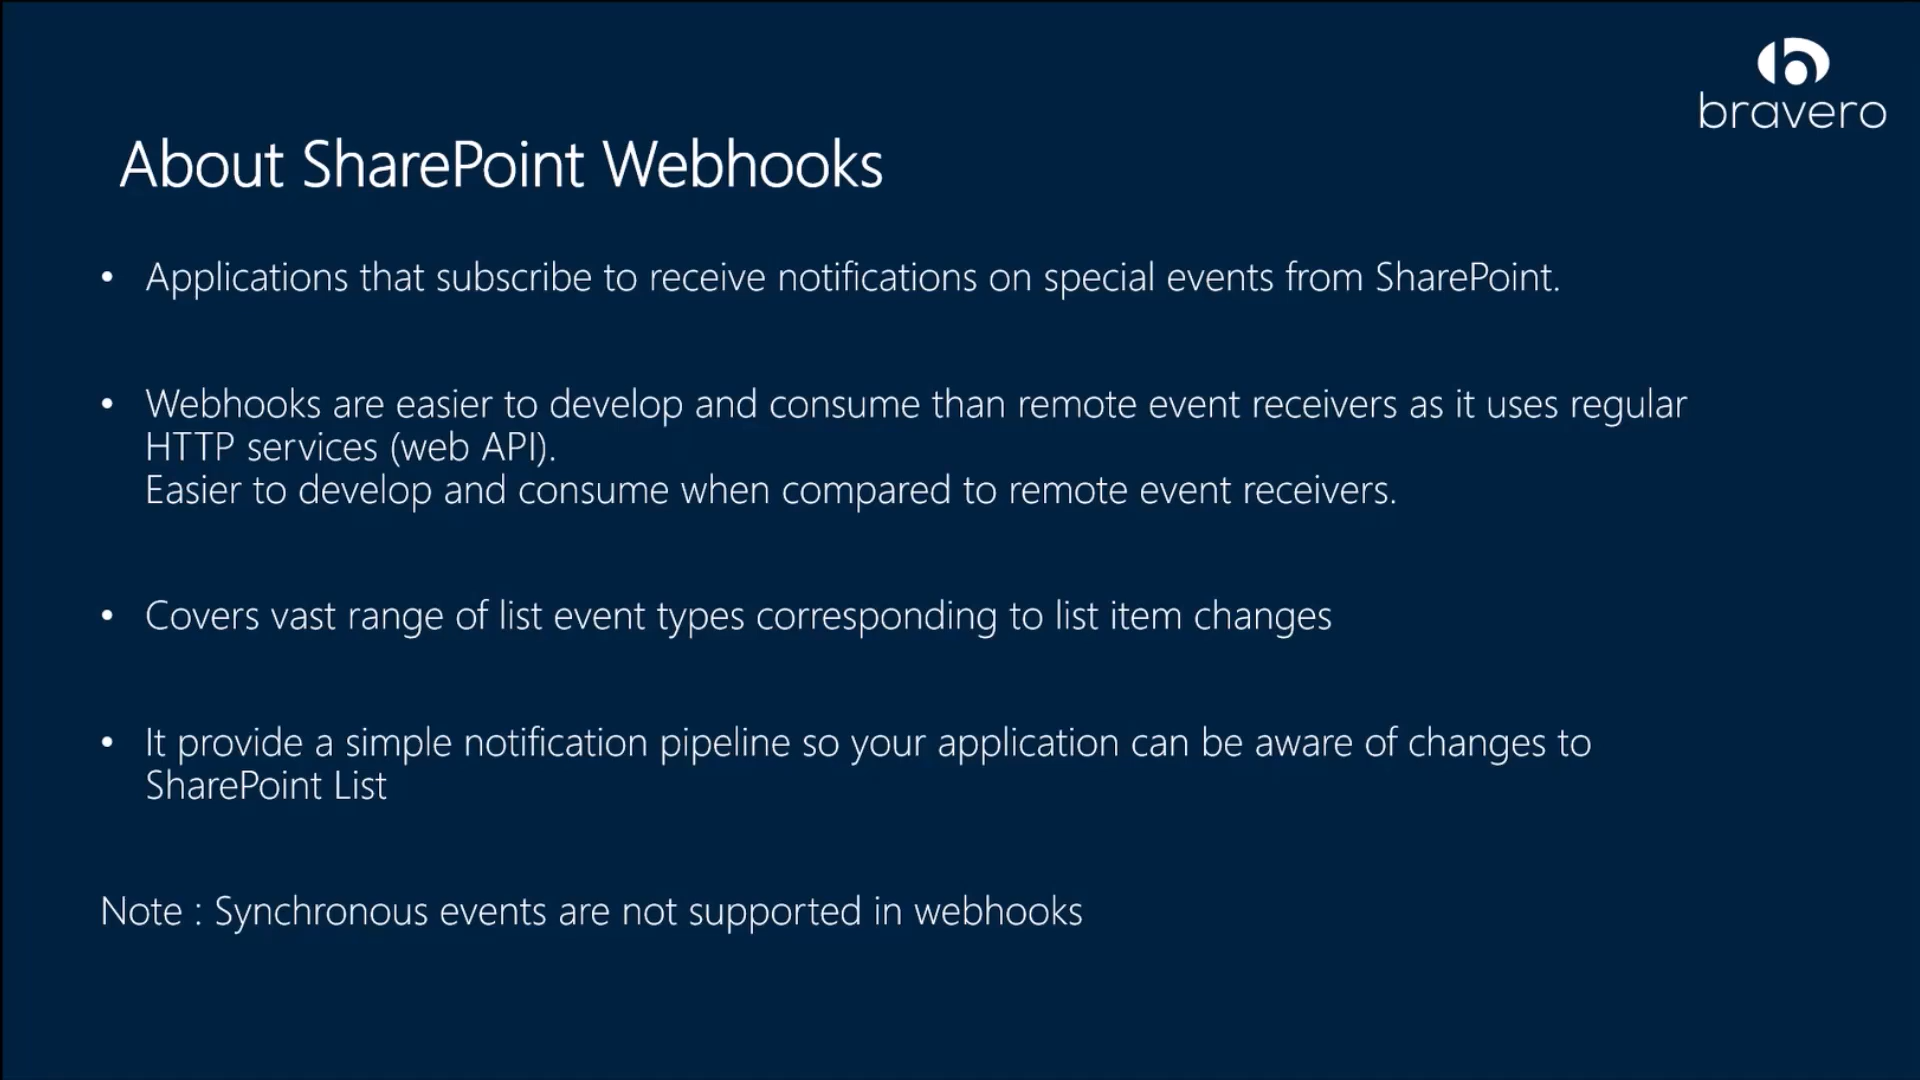 bravero
About SharePoint Webhooks
• Applications that subscribe to receive notifications on special events from SharePoint.
• Webhooks are easier to develop and consume than remote event receivers as it uses regular
HTTP services (web API).
Easier to develop and consume when compared to remote event receivers.
• Covers vast range of list event types corresponding to list item changes
• It provide a simple notification pipeline so your application can be aware of changes to
SharePoint List
Note : Synchronous events are not supported in webhooks